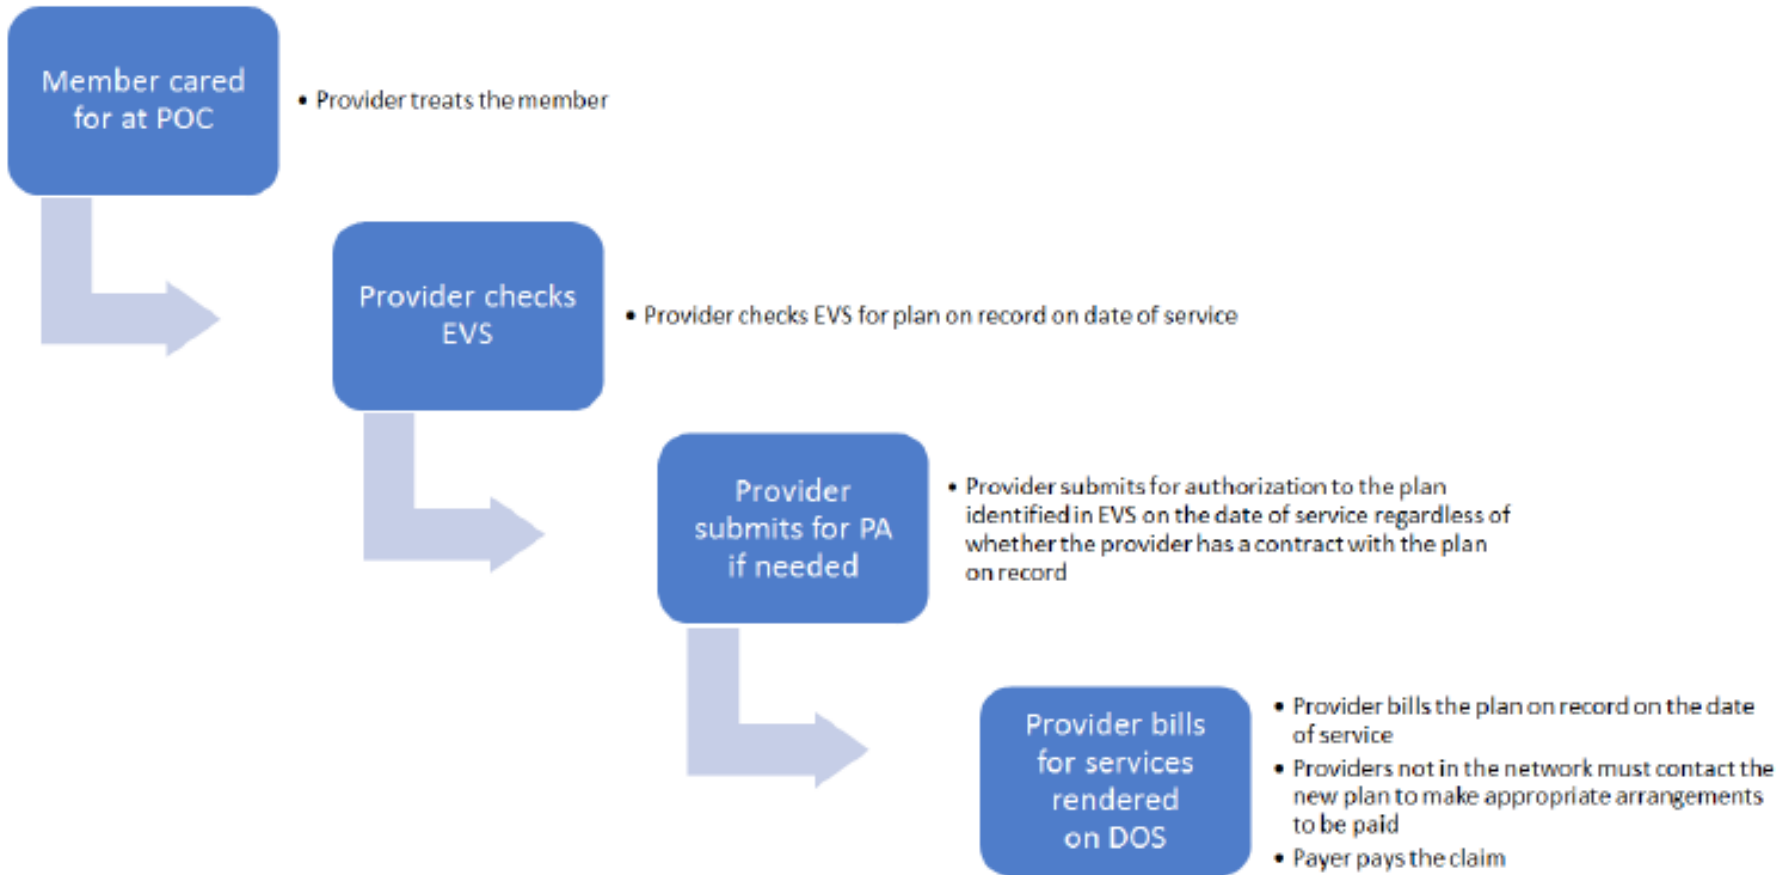 Member cared
for at POC
• Provider treats the member
Provider checks
EVS
• Provider checks EVS for plan on record on date of service
Provider
submits for PA
if needed
• Provider submits for authorization to the plan
identified in EVS on the date of service regardless of
whether the provider has a contract with the plan
on record
Provider bills
for services
rendered
on DOS
• Provider bills the plan on record on the date
of service
• Providers not in the network must contact the
new plan to make appropriate arrangements
to be paid
• Payer pays the claim